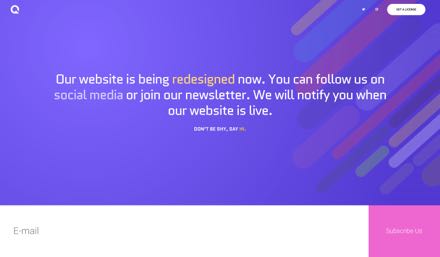 GET A LICENSE
Our website is being redesigned now. You can follow us on
social media or join our newsletter. We will notify you when
our website is live.
DON'T BE SHY, SAY HI.
E-mail
Subscribe Us